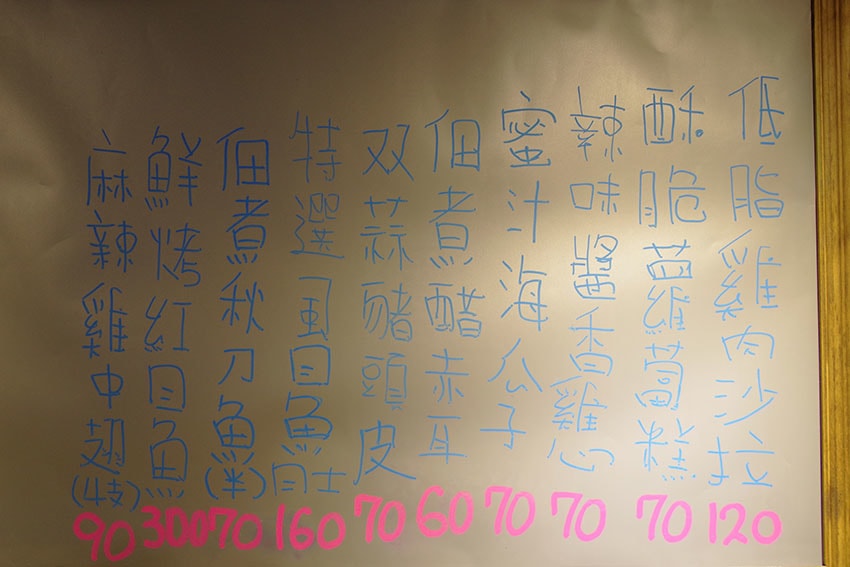 低脂雞肉沙拉 120
酥脆蘿蔔糕 70
辣味醬香雞心 70
蜜汁海瓜子 70
佃煮醋赤耳 60
双蒜豬頭皮 70
特選虱目魚肚 160
佃煮秋刀魚(半) 70
鮮烤紅目魚 300
麻辣雞中翅(4支) 90